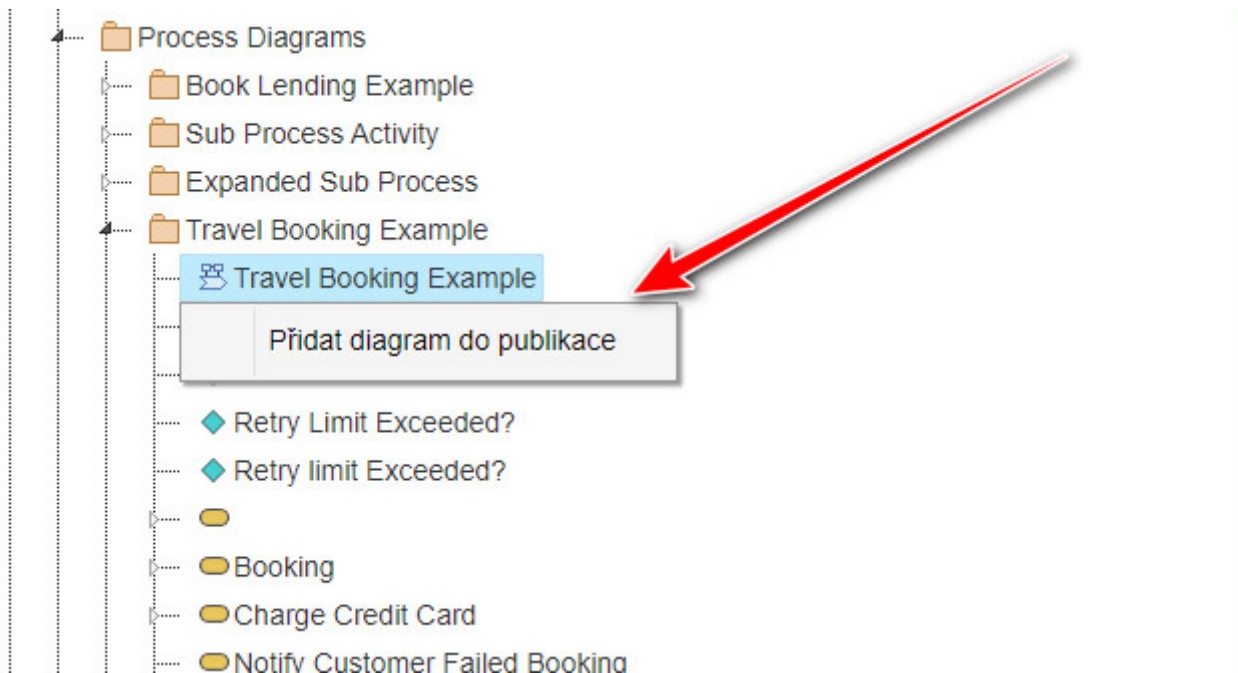 Process Diagrams
Book Lending Example
Sub Process Activity
Expanded Sub Process
Travel Booking Example
Travel Booking Example
Přidat diagram do publikace
Retry Limit Exceeded?
Retry limit Exceeded?
Booking
Charge Credit Card
Notify Customer Failed Booking